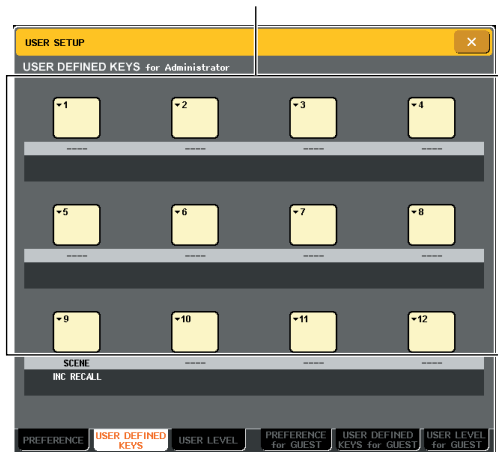 USER SETUP
×
USER DEFINED KEYS for Administrator
1 2 3 4
---- ---- ---- ----
5 6 7 8
---- ---- ---- ----
9 10 11 12
SCENE ---- ---- ----
INC RECALL
PREFERENCE
USER DEFINED
KEYS
USER LEVEL
PREFERENCE
for GUEST
USER DEFINED
KEYS for GUEST
USER LEVEL
for GUEST